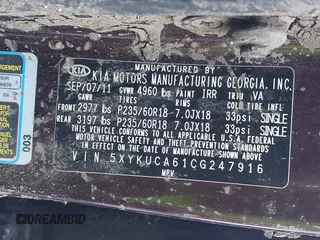 MANUFACTURED BY
KIA KIA MOTORS MANUFACTURING GEORGIA, INC.
SEP/07/11 GVWR 4960 lbs PAINT IRR TRIM VA
GAWR TIRES RIMS
FRONT 2977 lbs P235/60R18 7.0JX18 33psi SINGLE
REAR 3197 lbs P235/60R18 7.0JX18 33psi SINGLE
THIS VEHICLE CONFORMS TO ALL APPLICABLE U.S.A. FEDERAL
MOTOR VEHICLE SAFETY AND THEFT PREVENTION
STANDARDS IN EFFECT ON THE DATE OF MANUFACTURE SHOWN ABOVE.
VIN 5XYKUCA61CG247916
MPV
003
DREAMBID